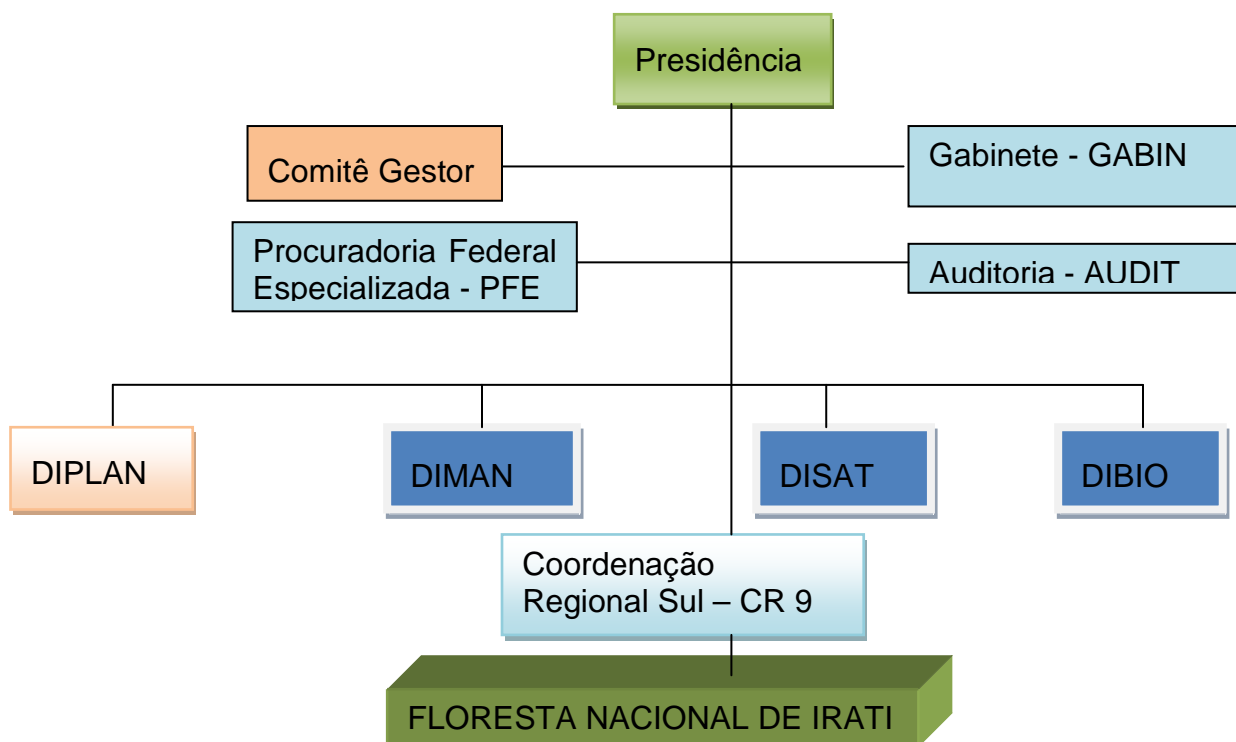 Presidência
Comitê Gestor
Gabinete - GABIN
Procuradoria Federal
Especializada - PFE
Auditoria - AUDIT
DIPLAN
DIMAN
DISAT
DIBIO
Coordenação
Regional Sul – CR 9
FLORESTA NACIONAL DE IRATI